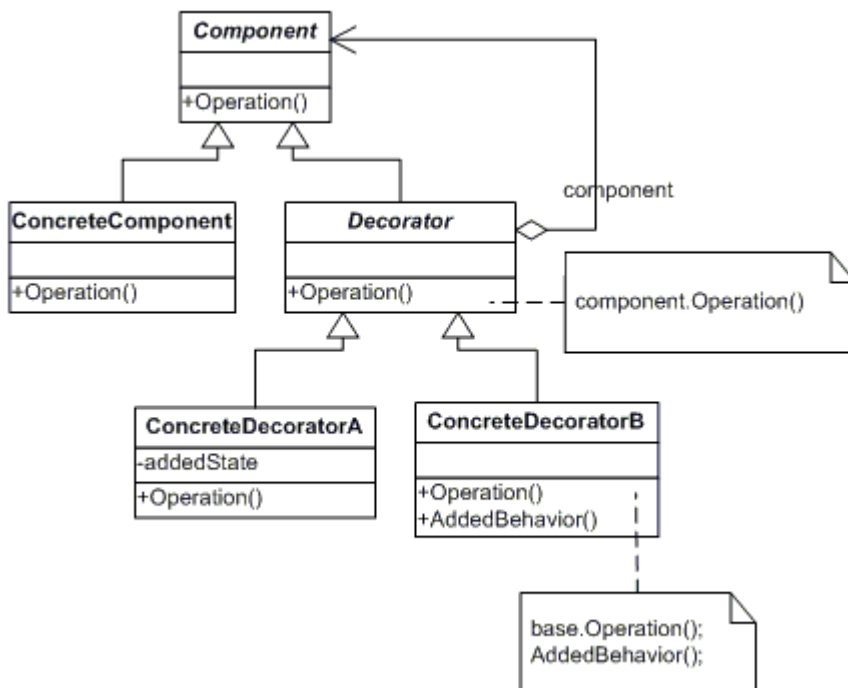 Component
+Operation()
component
ConcreteComponent
+Operation()
Decorator
+Operation()
component.Operation()
ConcreteDecoratorA
-addedState
+Operation()
ConcreteDecoratorB
+Operation()
+AddedBehavior()
base.Operation();
AddedBehavior();